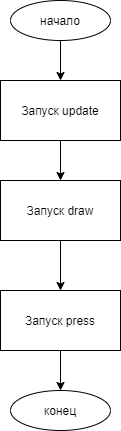 начало
Запуск update
Запуск draw
Запуск press
конец